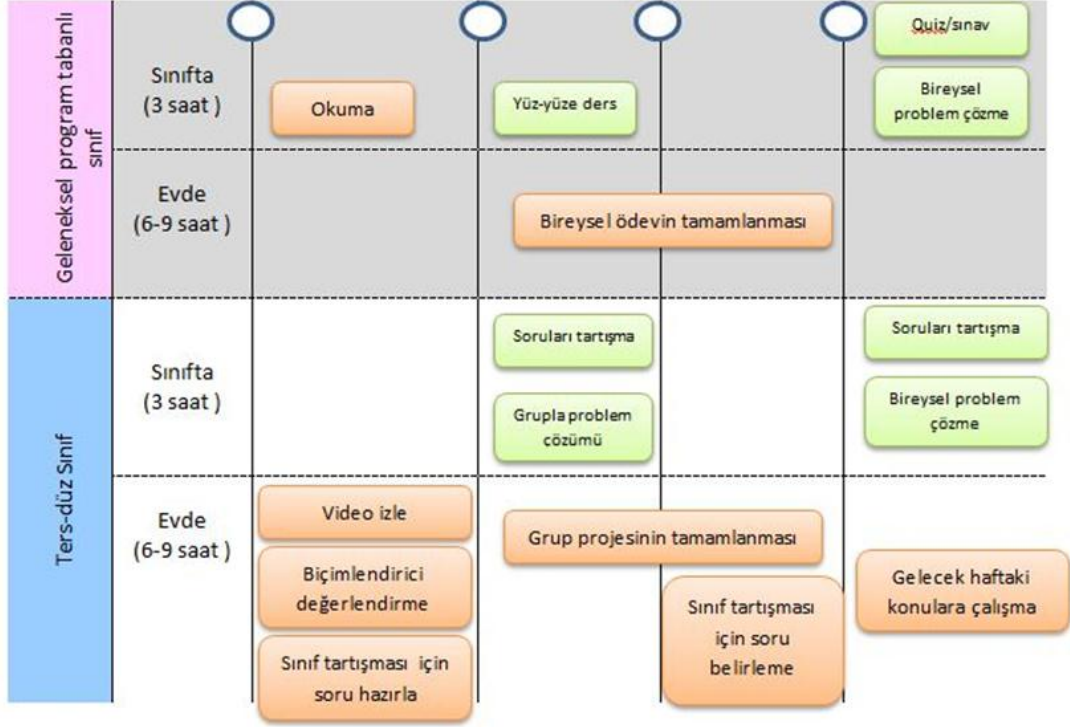 Geleneksel program tabanlı
sınıf
Sınıfta
(3 saat )
Okuma
Yüz-yüze ders
Quiz/sınav
Bireysel
problem çözme
Evde
(6-9 saat )
Bireysel ödevin tamamlanması
Ters-düz Sınıf
Sınıfta
(3 saat )
Soruları tartışma
Grupla problem
çözümü
Soruları tartışma
Bireysel problem
çözme
Evde
(6-9 saat )
Video izle
Biçimlendirici
değerlendirme
Sınıf tartışması için
soru hazırla
Grup projesinin tamamlanması
Sınıf tartışması
için soru
belirleme
Gelecek haftaki
konulara çalışma